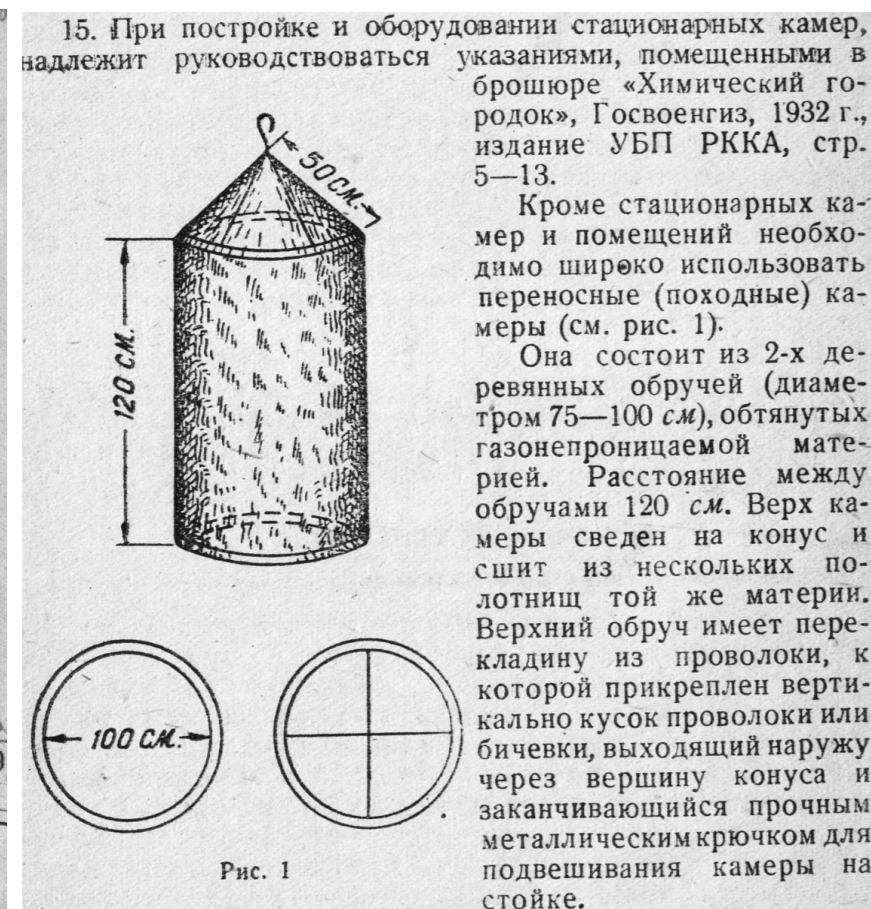 15. При постройке и оборудовании стационарных камер,
надлежит руководствоваться указаниями, помещенными в
брошюре «Химический го-
родок», Госвоенгиз, 1932 г.,
издание УБП РККА, стр.
5—13.
Кроме стационарных ка-
мер и помещений необхо-
димо широко использовать
переносные (походные) ка-
меры (см. рис. 1).
Она состоит из 2-х де-
ревянных обручей (диаме-
тром 75—100 см), обтянутых
газонепроницаемой мате-
рией. Расстояние между
обручами 120 см. Верх ка-
меры сведен на конус и
сшит из нескольких по-
лотнищ той же материи.
Верхний обруч имеет пере-
кладину из проволоки, к
которой прикреплен верти-
кально кусок проволоки или
бичевки, выходящий наружу
через вершину конуса и
заканчивающийся прочным
металлическим крючком для
подвешивания камеры на
стойке.
50 СМ.
120 СМ.
100 СМ.
Рис. 1